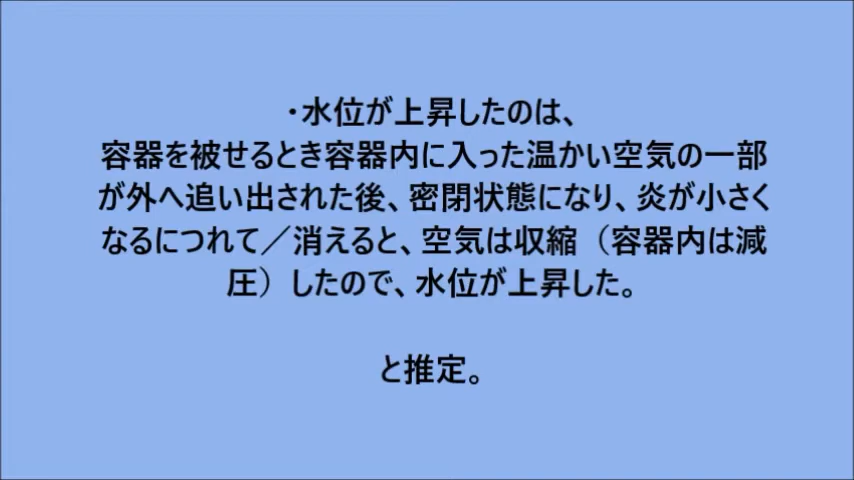 ・水位が上昇したのは、
容器を被せるとき容器内に入った温かい空気の一部
が外へ追い出された後、密閉状態になり、炎が小さく
なるにつれて／消えると、空気は収縮（容器内は減
圧）したので、水位が上昇した。
と推定。